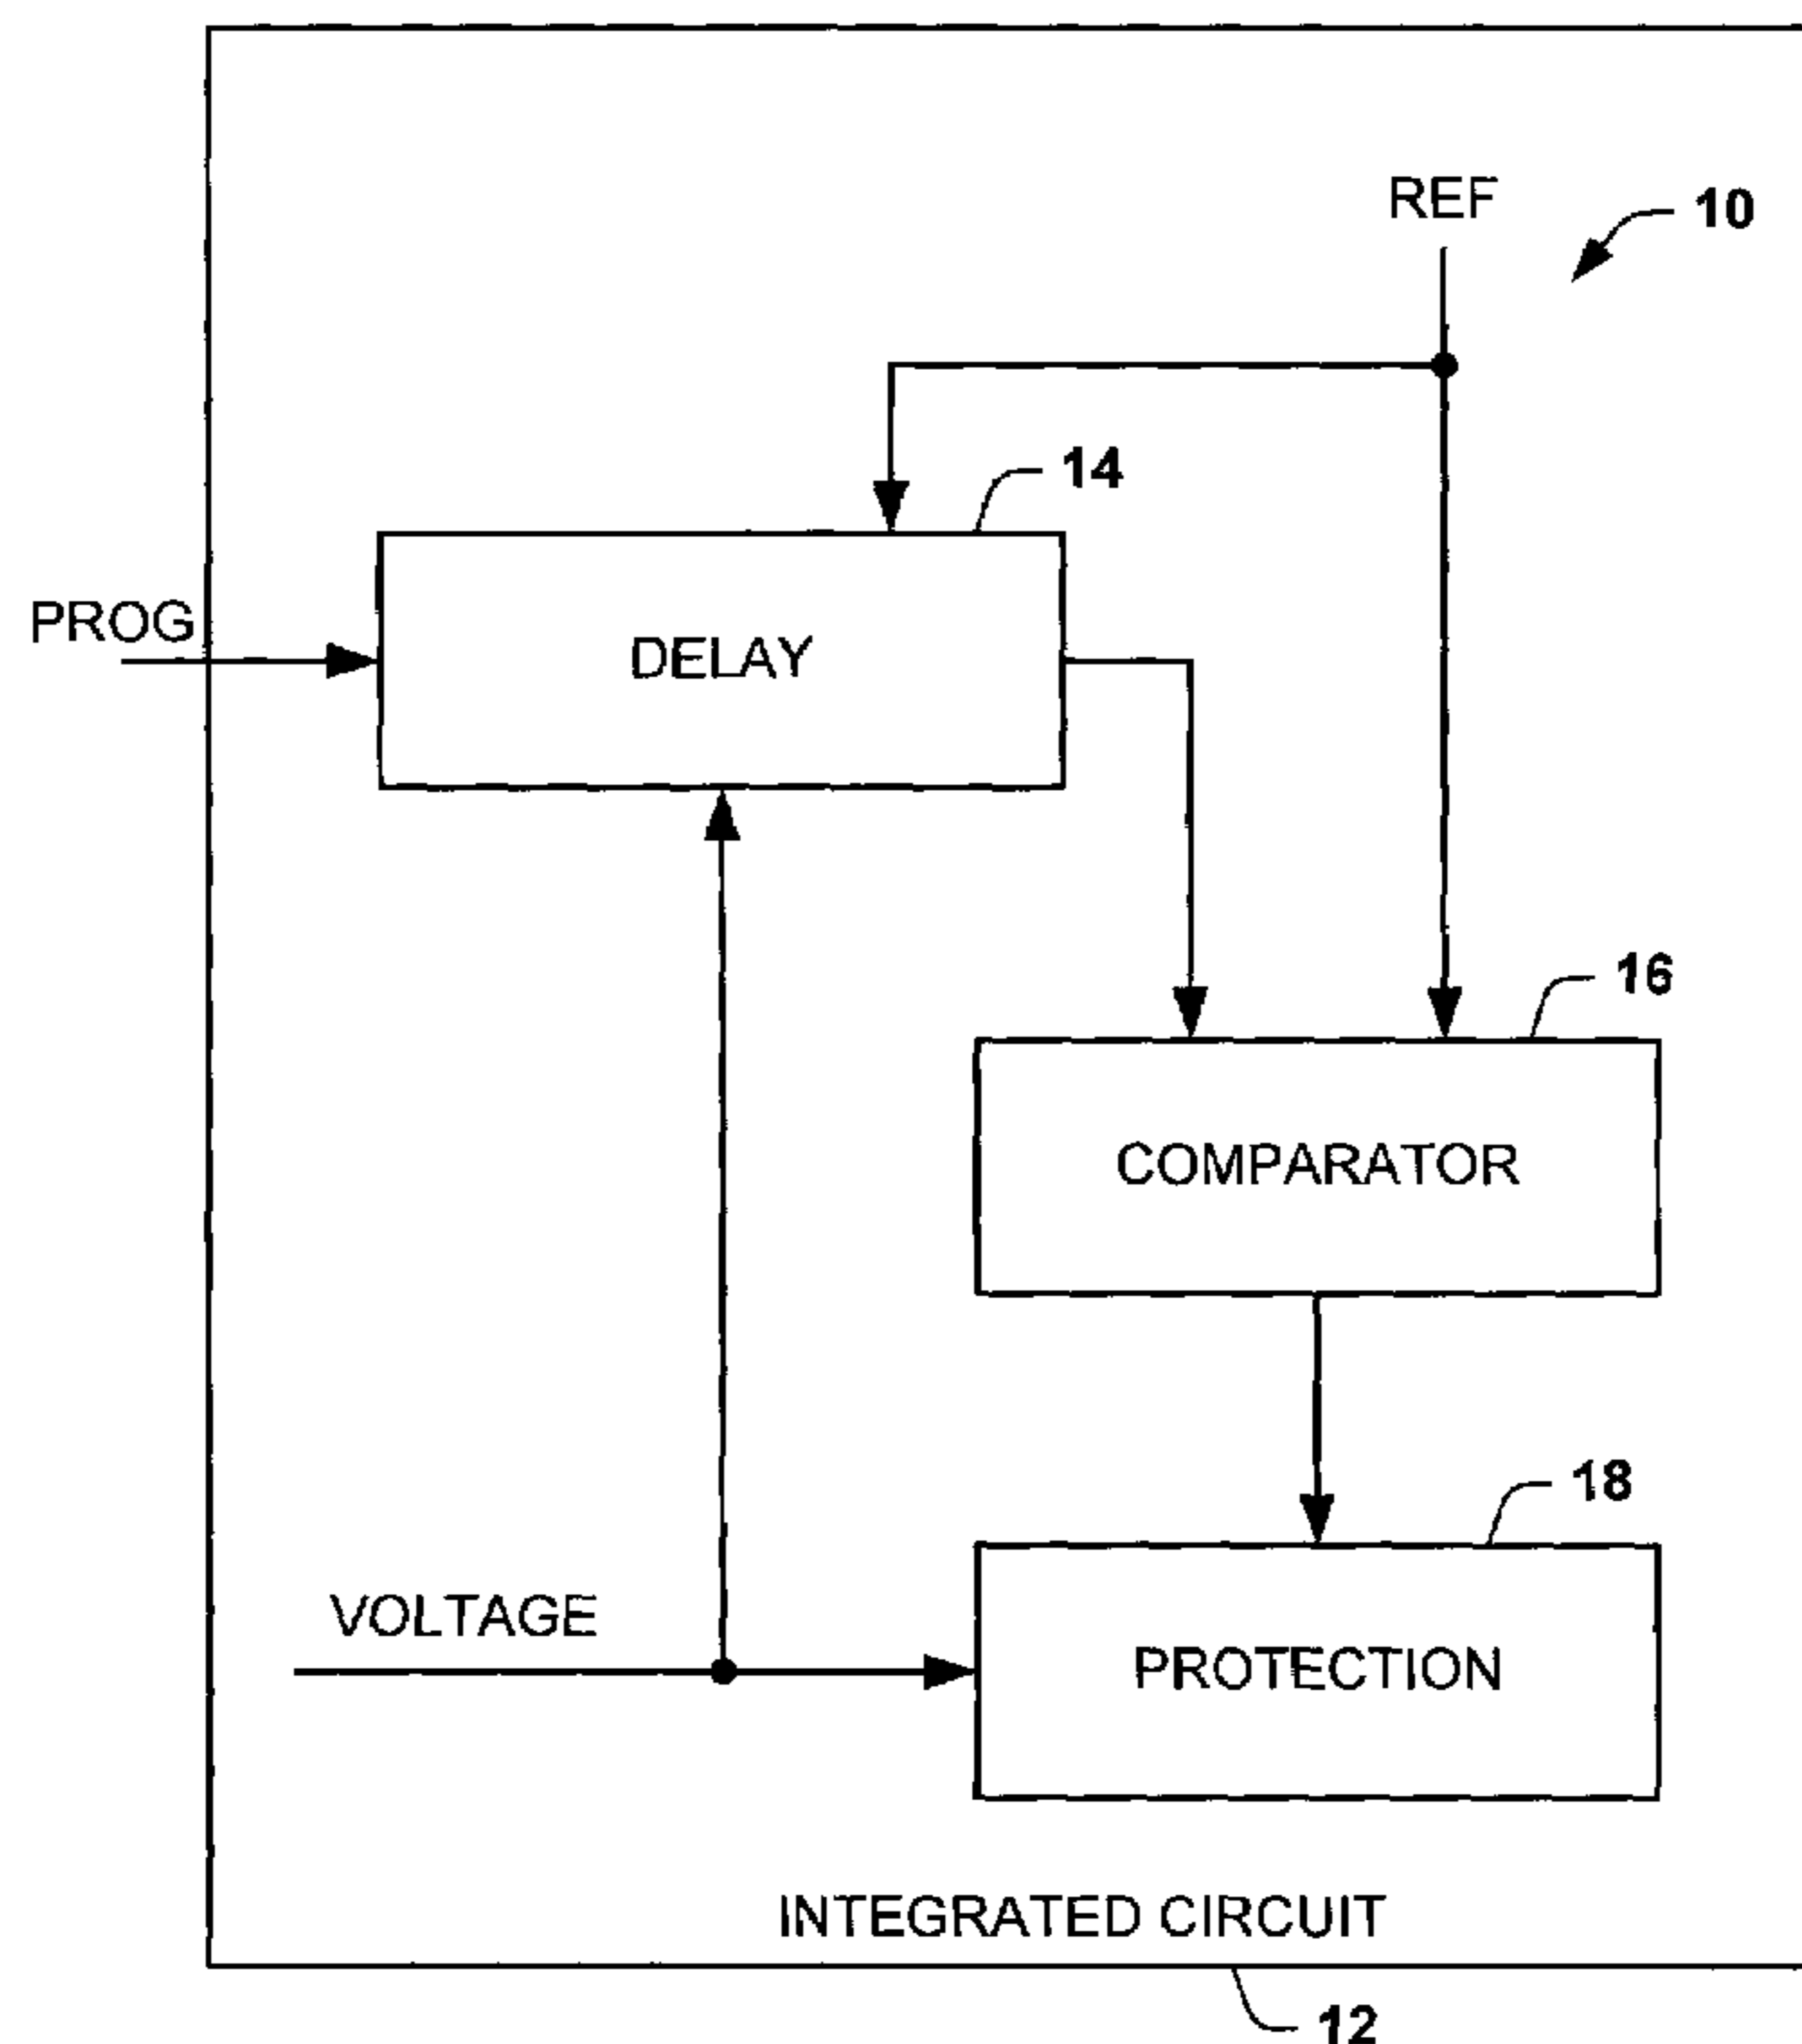 REF
10
14
PROG
DELAY
16
COMPARATOR
18
VOLTAGE
PROTECTION
INTEGRATED CIRCUIT
12